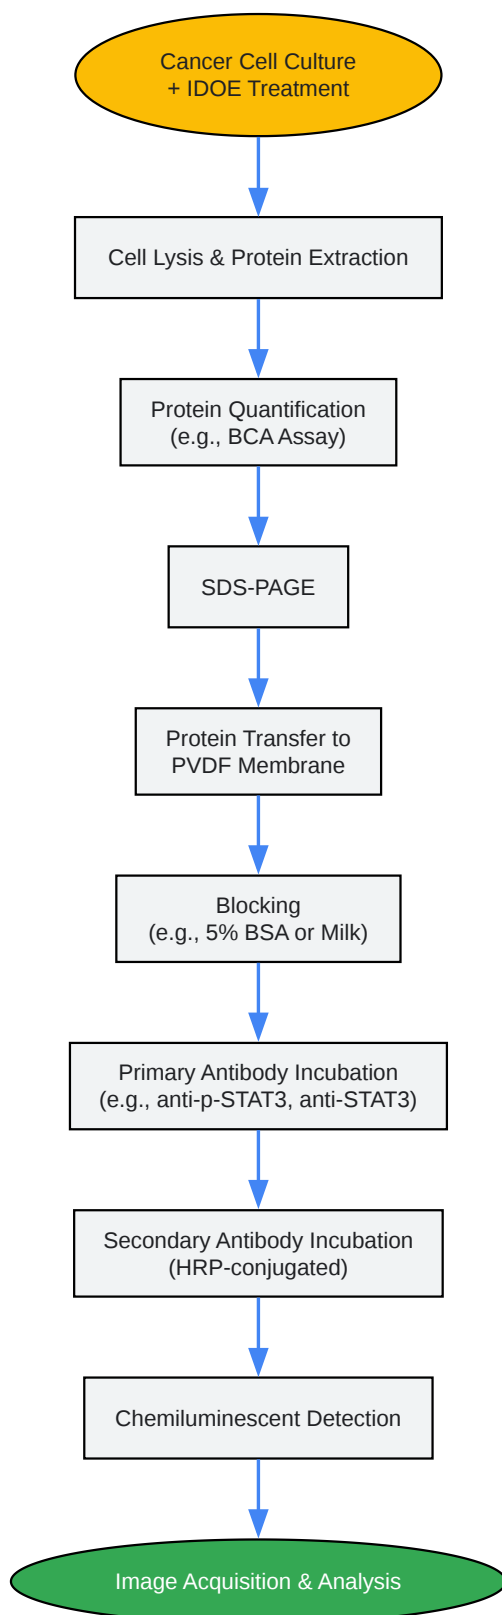 Cancer Cell Culture
+ IDOE Treatment
Cell Lysis & Protein Extraction
Protein Quantification
(e.g., BCA Assay)
SDS-PAGE
Protein Transfer to
PVDF Membrane
Blocking
(e.g., 5% BSA or Milk)
Primary Antibody Incubation
(e.g., anti-p-STAT3, anti-STAT3)
Secondary Antibody Incubation
(HRP-conjugated)
Chemiluminescent Detection
Image Acquisition & Analysis